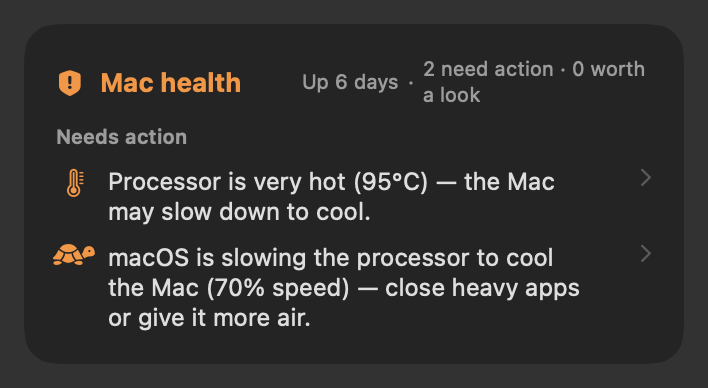 Mac health
Up 6 days · 2 need action · 0 worth
a look
Needs action
Processor is very hot (95°C) — the Mac
may slow down to cool.
macOS is slowing the processor to cool
the Mac (70% speed) — close heavy apps
or give it more air.